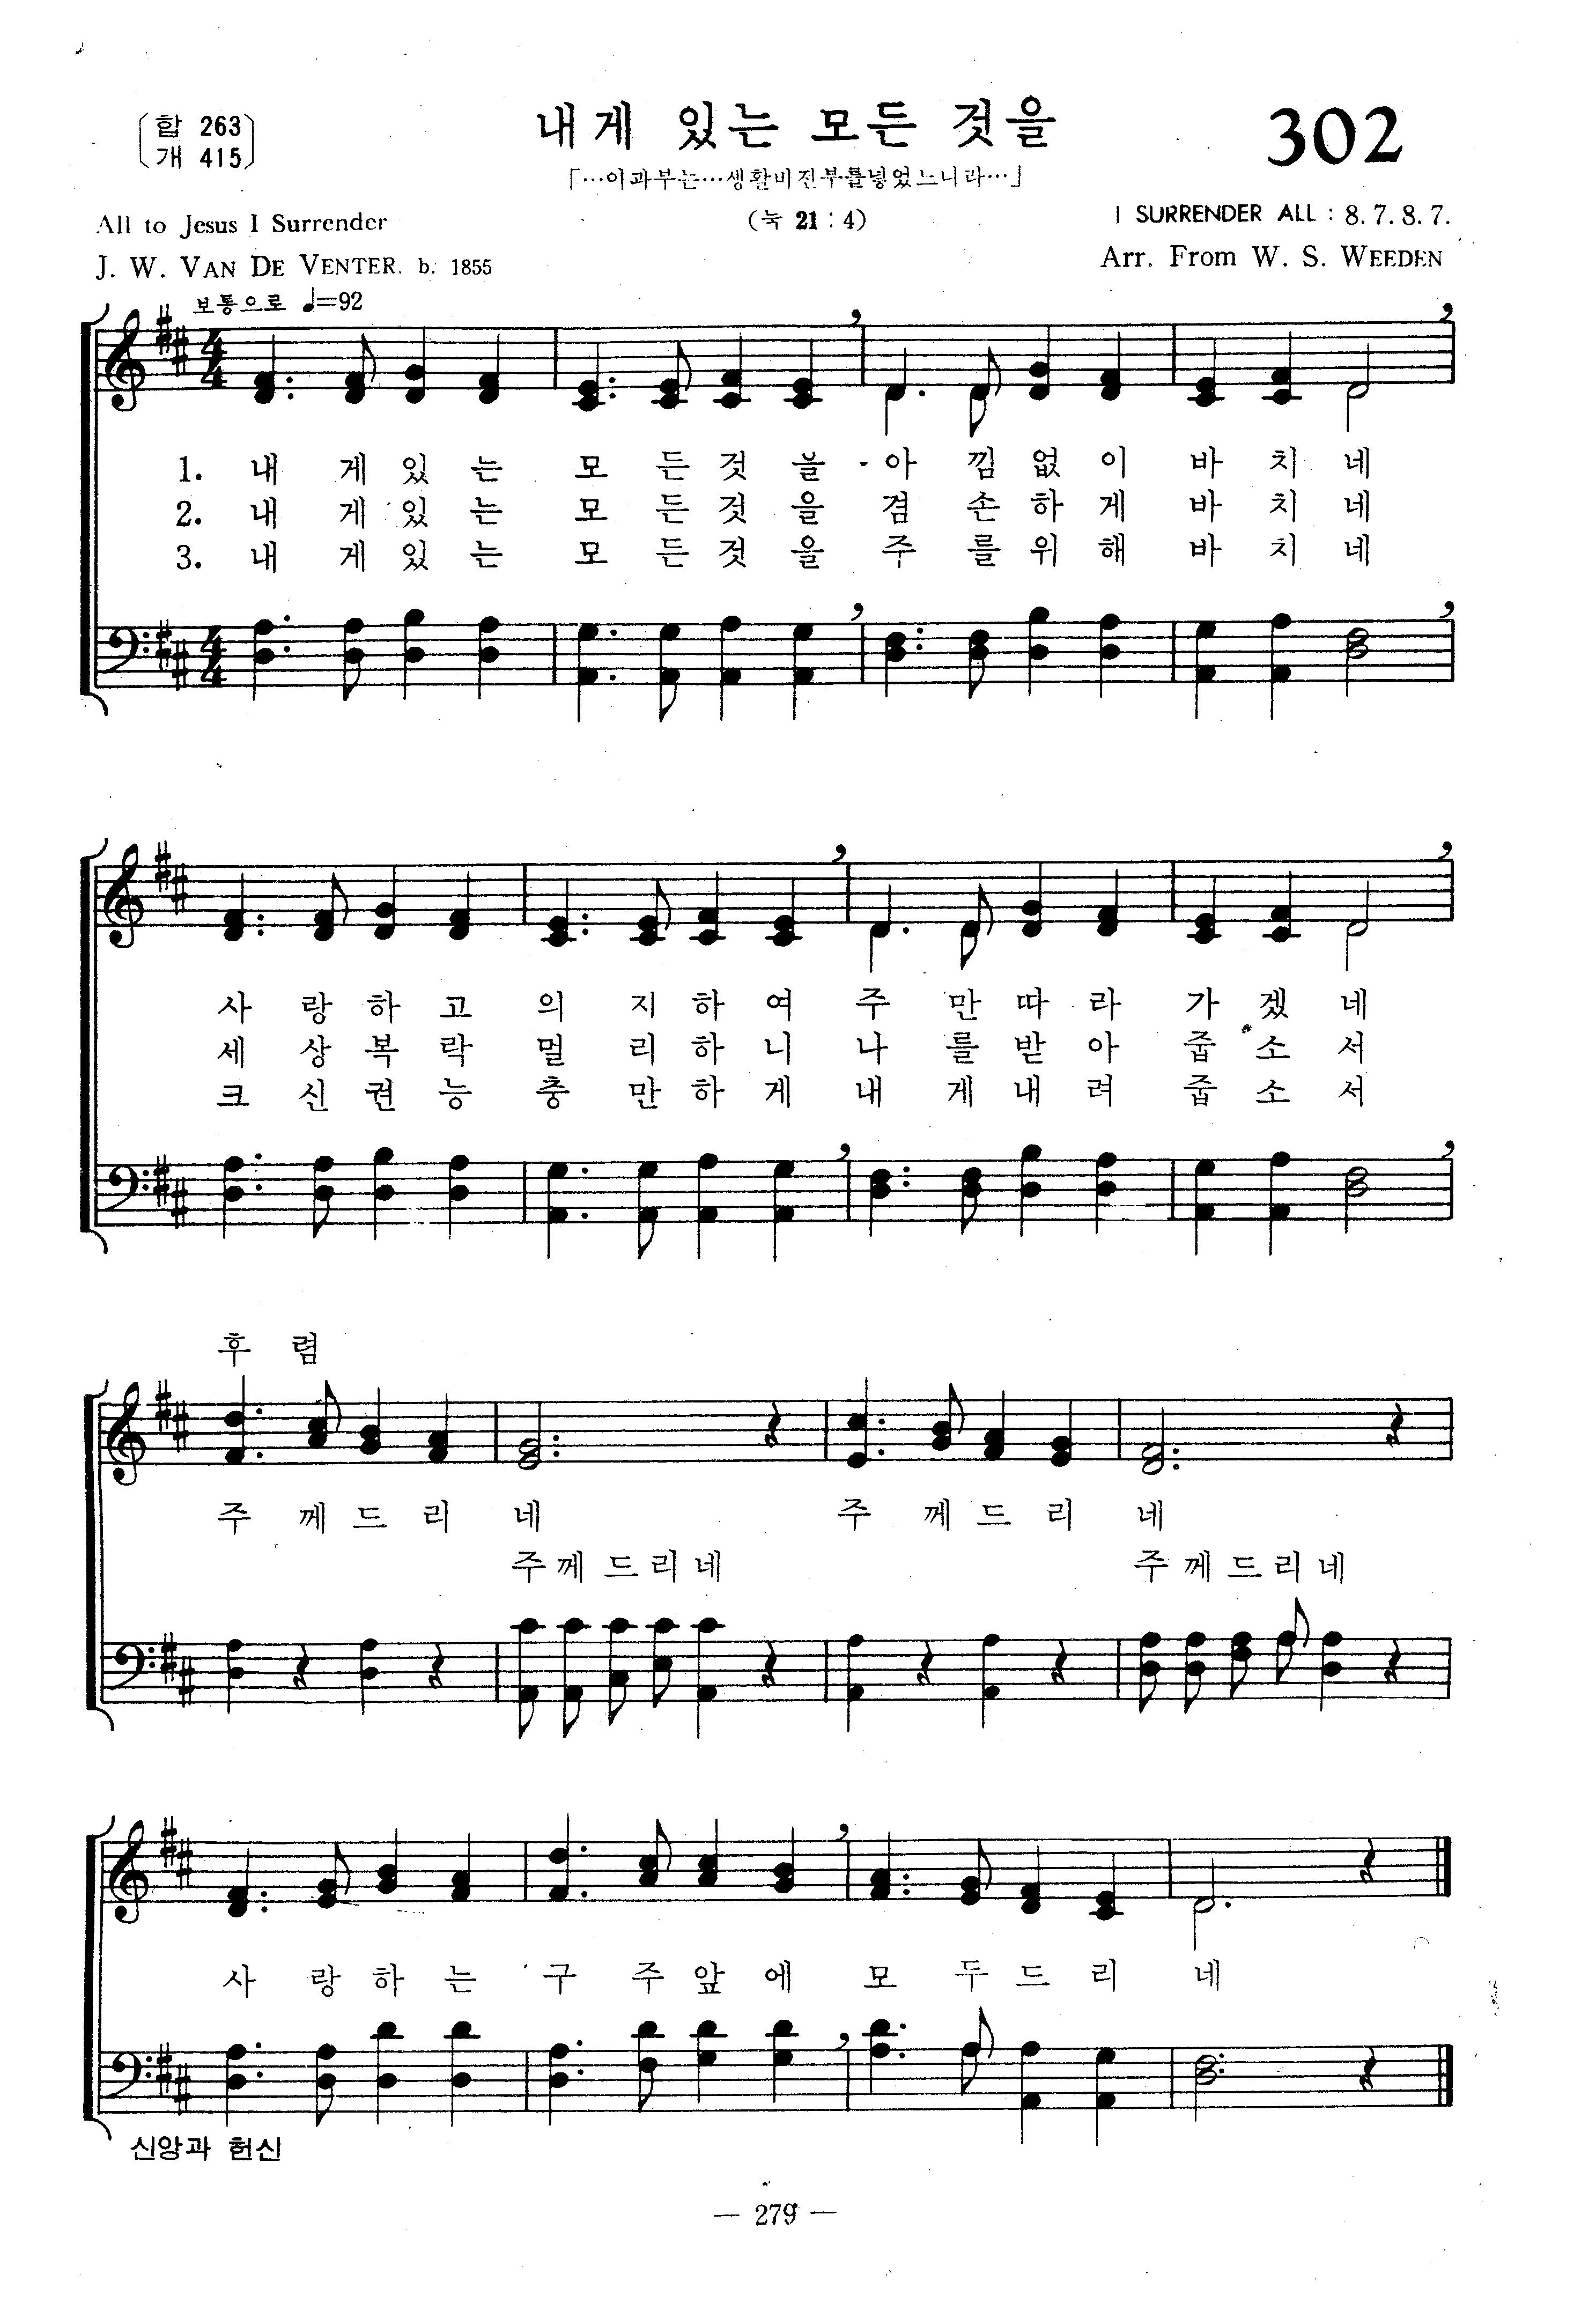 합 263
개 415
내게 있는 모든 것을
302
「…이과부는…생활비전부를넣었느니라…」
All to Jesus I Surrender
(눅 21 : 4)
I SURRENDER ALL : 8. 7. 8. 7.
J. W. VAN DE VENTER. b. 1855
Arr. From W. S. WEEDEN
보통으로 ♩=92
1. 내 게 있 는 모 든 것 을 아 낌 없 이 바 치 네
2. 내 게 있 는 모 든 것 을 겸 손 하 게 바 치 네
3. 내 게 있 는 모 든 것 을 주 를 위 해 바 치 네
사 랑 하 고 의 지 하 여 주 만 따 라 가 겠 네
세 상 복 락 멀 리 하 니 나 를 받 아 줍 소 서
크 신 권 능 충 만 하 게 내 게 내 려 줍 소 서
후 렴
주 께 드 리 네 주 께 드 리 네
주 께 드 리 네 주 께 드 리 네
사 랑 하 는 구 주 앞 에 모 두 드 리 네
신앙과 헌신
— 279 —